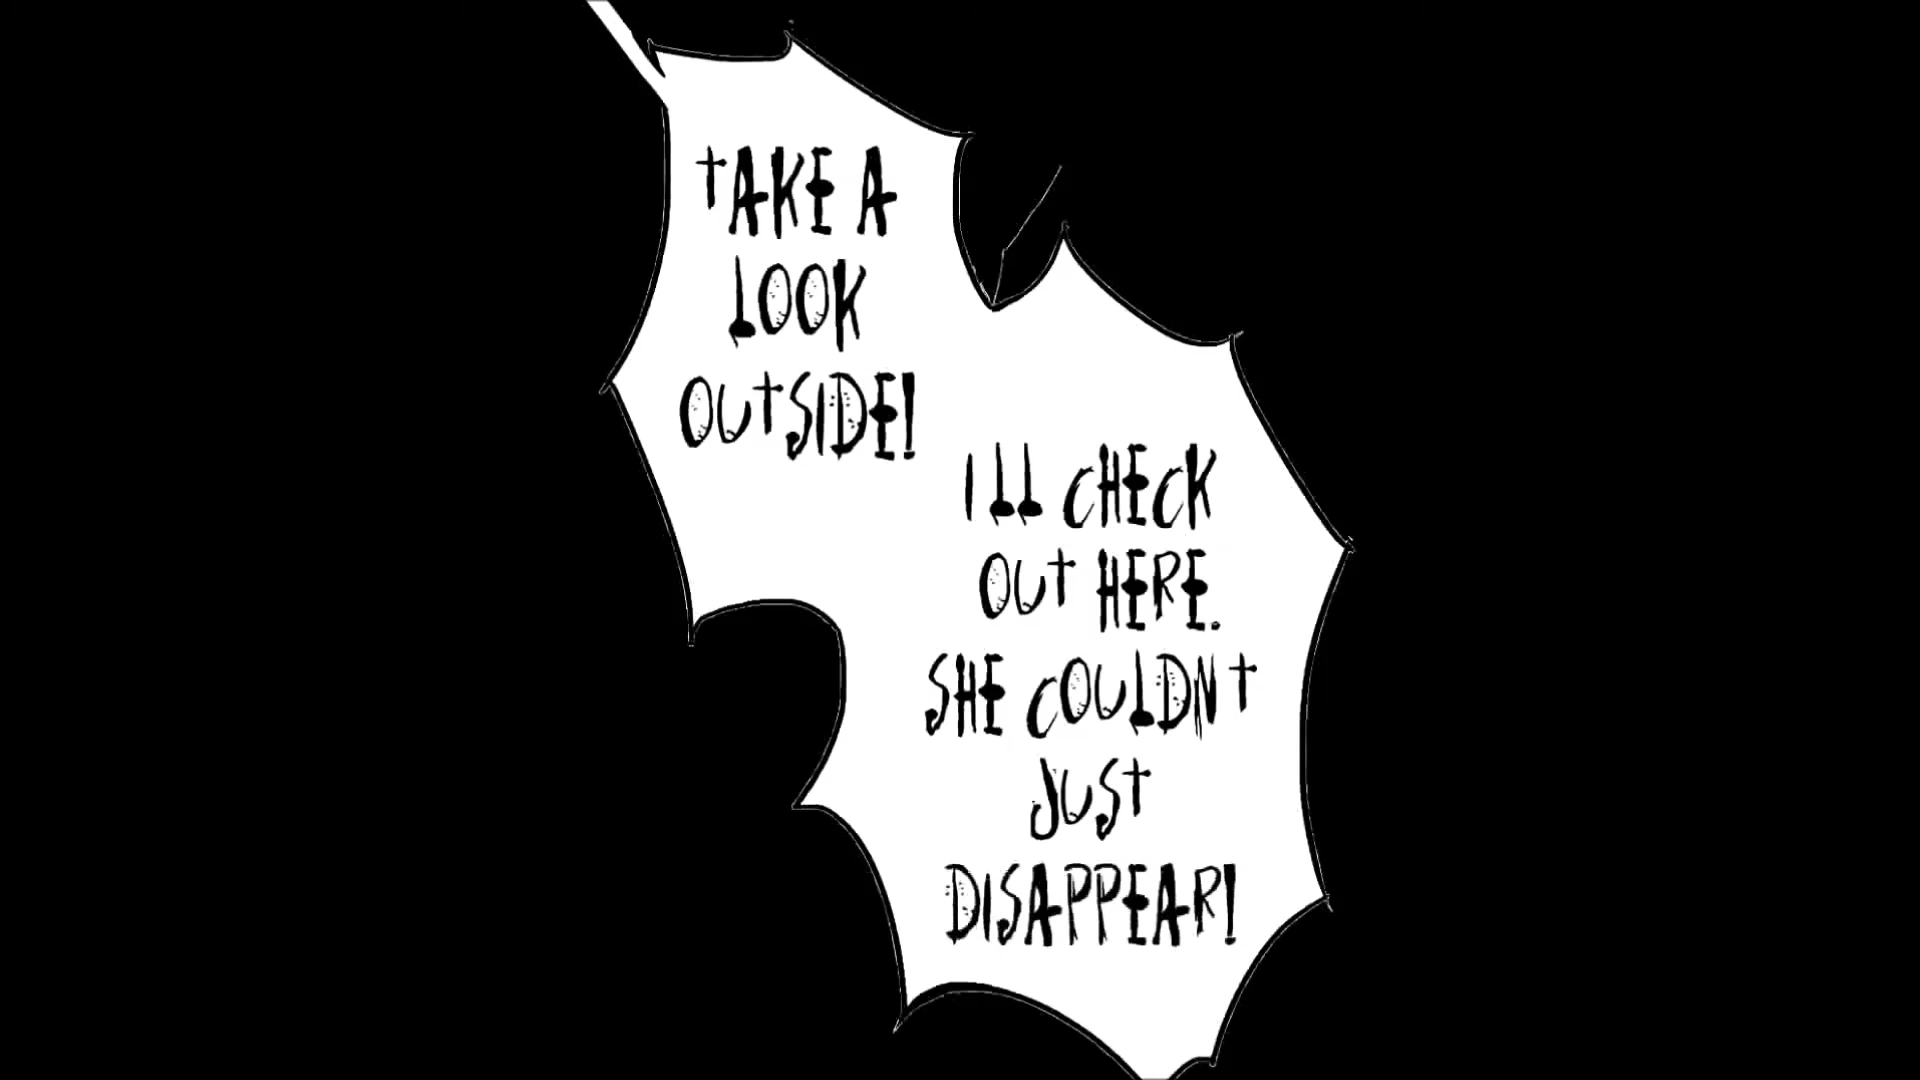 TAKE A
LOOK
OUTSIDE!
ILL CHECK
OUT HERE.
SHE COULDNT
JUST
DISAPPEAR!